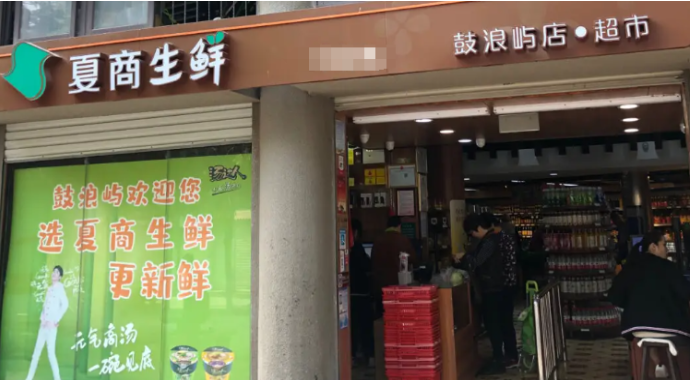 夏商生鲜
鼓浪屿店•超市
汤达人
鼓浪屿欢迎您
选夏商生鲜
更新鲜
元气高汤
一碗见底